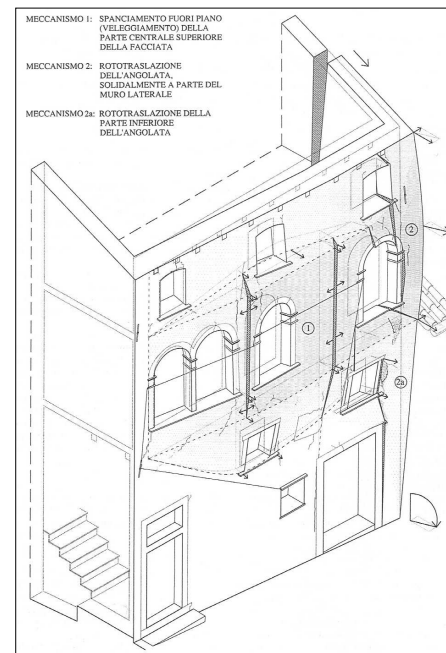 MECCANISMO 1: SPANCIAMENTO FUORI PIANO
(VELEGGIAMENTO) DELLA
PARTE CENTRALE SUPERIORE
DELLA FACCIATA
MECCANISMO 2: ROTOTRASLAZIONE
DELL'ANGOLATA,
SOLIDALMENTE A PARTE DEL
MURO LATERALE
MECCANISMO 2a: ROTOTRASLAZIONE DELLA
PARTE INFERIORE
DELL'ANGOLATA
2
1
2a